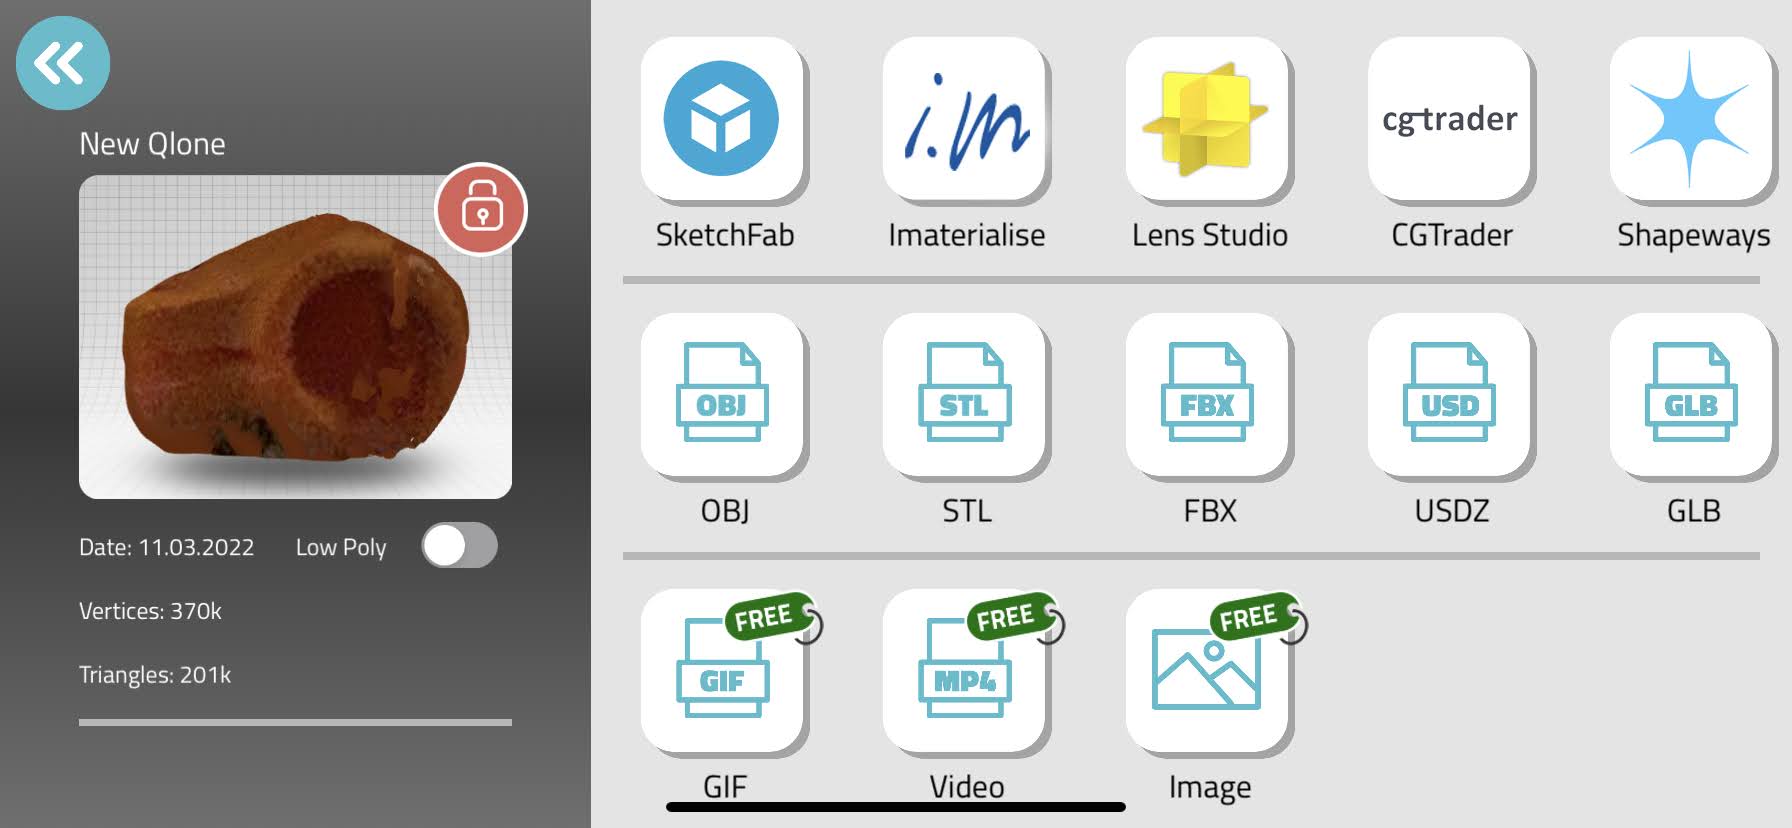 New Qlone
Date: 11.03.2022 Low Poly
Vertices: 370k
Triangles: 201k
i.m
cgtrader
SketchFab
Imaterialise
Lens Studio
CGTrader
Shapeways
OBJ
STL
FBX
USD
GLB
OBJ
STL
FBX
USDZ
GLB
FREE
FREE
FREE
GIF
MP4
GIF
Video
Image